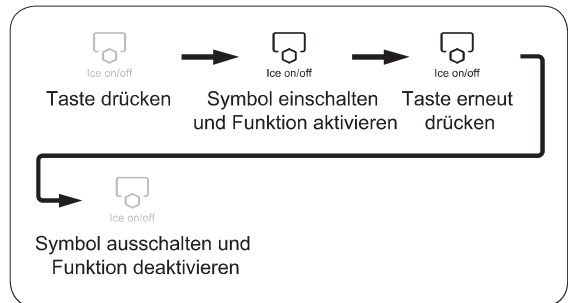 Ice on/off
Ice on/off
Ice on/off
Taste drücken
Symbol einschalten
und Funktion aktivieren
Taste erneut
drücken
Ice on/off
Symbol ausschalten und
Funktion deaktivieren